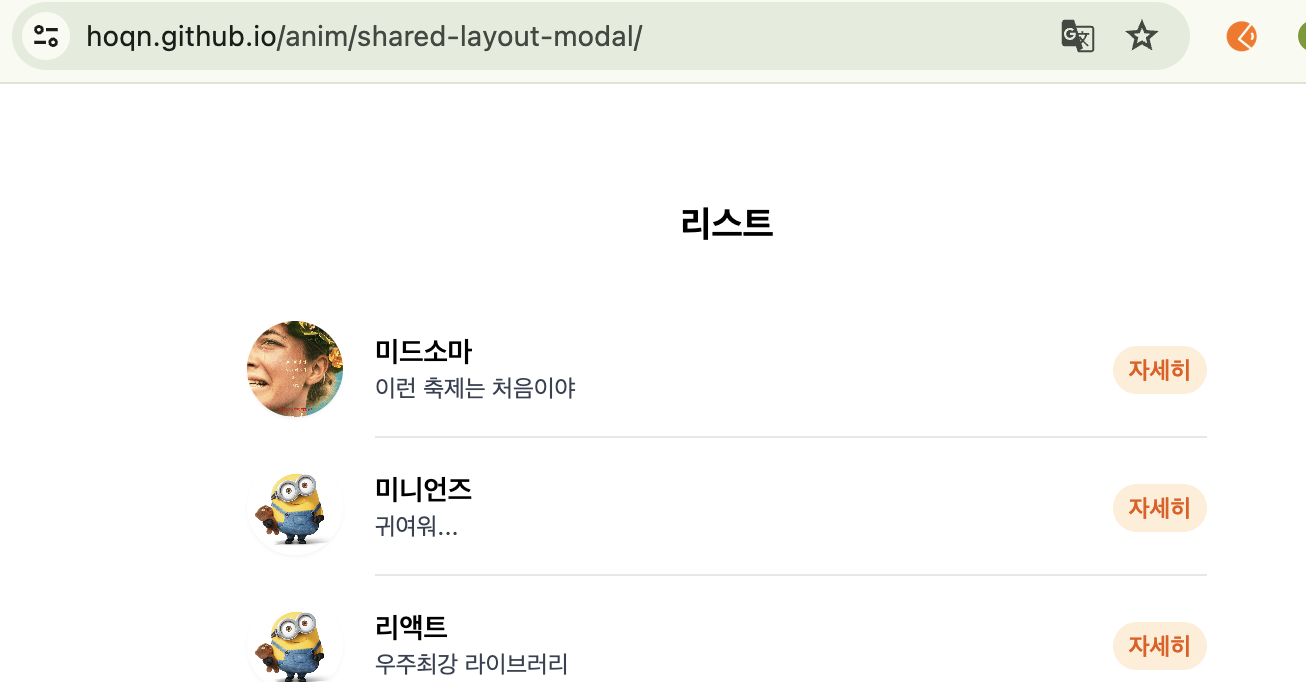 hoqn.github.io/anim/shared-layout-modal/
리스트
미드소마
이런 축제는 처음이야
자세히
미니언즈
귀여워...
자세히
리액트
우주최강 라이브러리
자세히